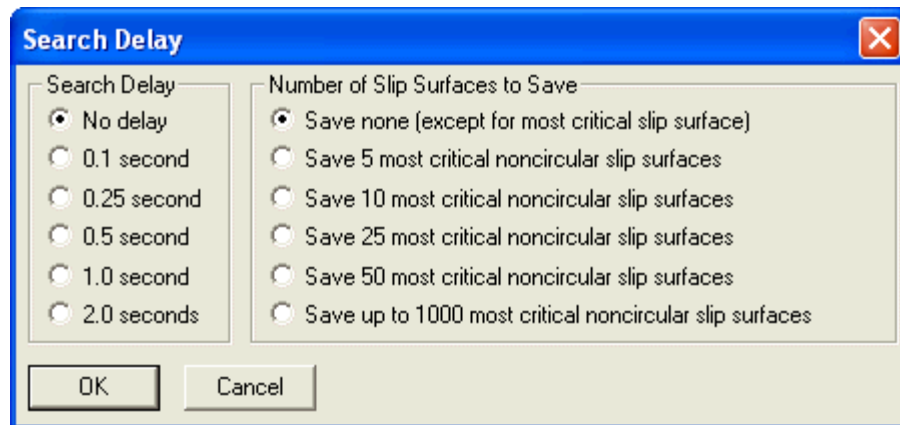 Search Delay
Search Delay
No delay
0.1 second
0.25 second
0.5 second
1.0 second
2.0 seconds
Number of Slip Surfaces to Save
Save none (except for most critical slip surface)
Save 5 most critical noncircular slip surfaces
Save 10 most critical noncircular slip surfaces
Save 25 most critical noncircular slip surfaces
Save 50 most critical noncircular slip surfaces
Save up to 1000 most critical noncircular slip surfaces
OK
Cancel